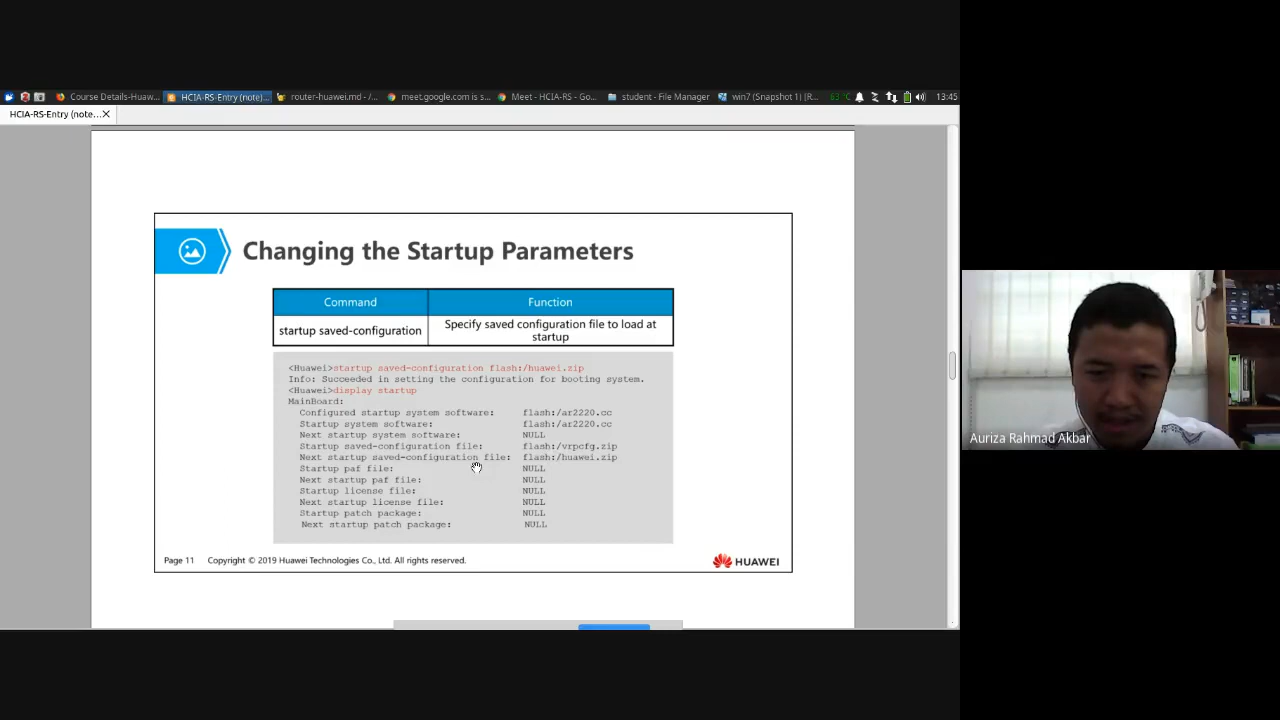 Course Details-Huaw...
HCIA-RS-Entry (note)...
router-huawei.md - /...
meet.google.com is s...
Meet - HCIA-RS - Go...
student - File Manager
win7 (Snapshot 1) [R...
63 °C
13:45
HCIA-RS-Entry (note...
Changing the Startup Parameters
Command Function
startup saved-configuration Specify saved configuration file to load at
startup
<Huawei>startup saved-configuration flash:/huawei.zip
Info: Succeeded in setting the configuration for booting system.
<Huawei>display startup
MainBoard:
Configured startup system software: flash:/ar2220.cc
Startup system software: flash:/ar2220.cc
Next startup system software: NULL
Startup saved-configuration file: flash:/vrpcfg.zip
Next startup saved-configuration file: flash:/huawei.zip
Startup paf file: NULL
Next startup paf file: NULL
Startup license file: NULL
Next startup license file: NULL
Startup patch package: NULL
Next startup patch package: NULL
Page 11 Copyright © 2019 Huawei Technologies Co., Ltd. All rights reserved.
HUAWEI
Auriza Rahmad Akbar